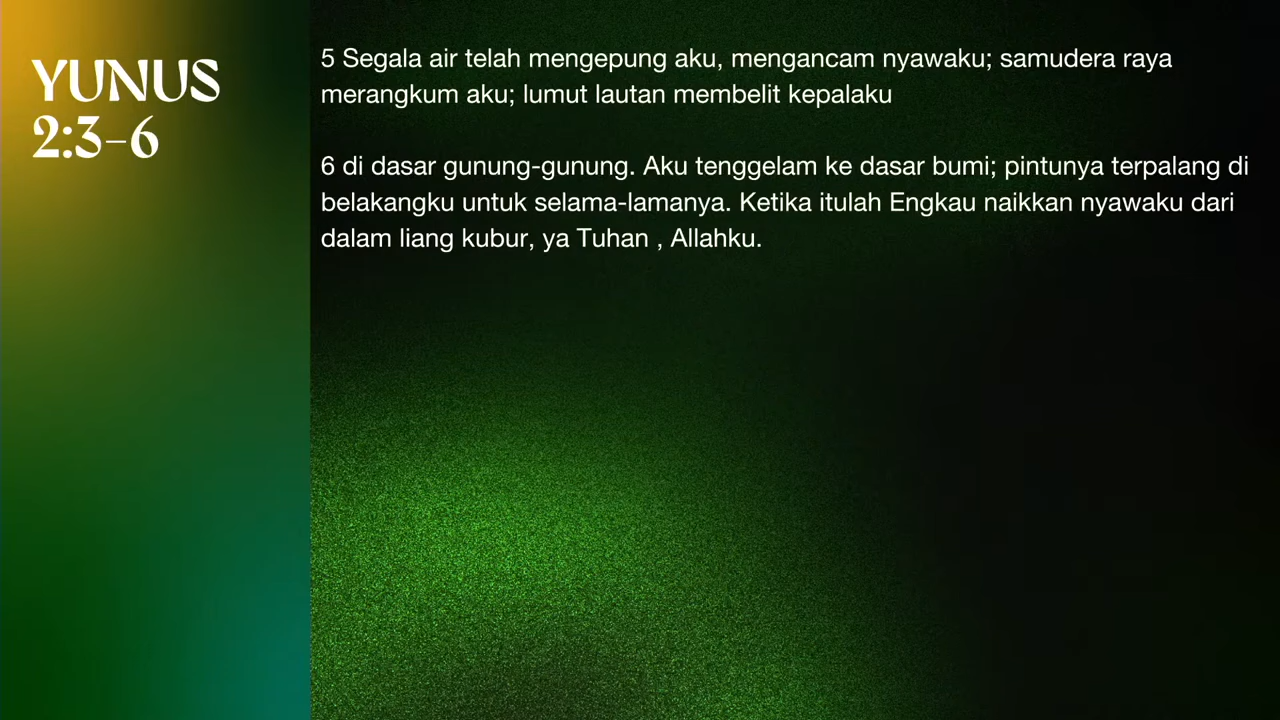 YUNUS
2:3–6
5 Segala air telah mengepung aku, mengancam nyawaku; samudera raya
merangkum aku; lumut lautan membelit kepalaku
6 di dasar gunung-gunung. Aku tenggelam ke dasar bumi; pintunya terpalang di
belakangku untuk selama-lamanya. Ketika itulah Engkau naikkan nyawaku dari
dalam liang kubur, ya Tuhan , Allahku.